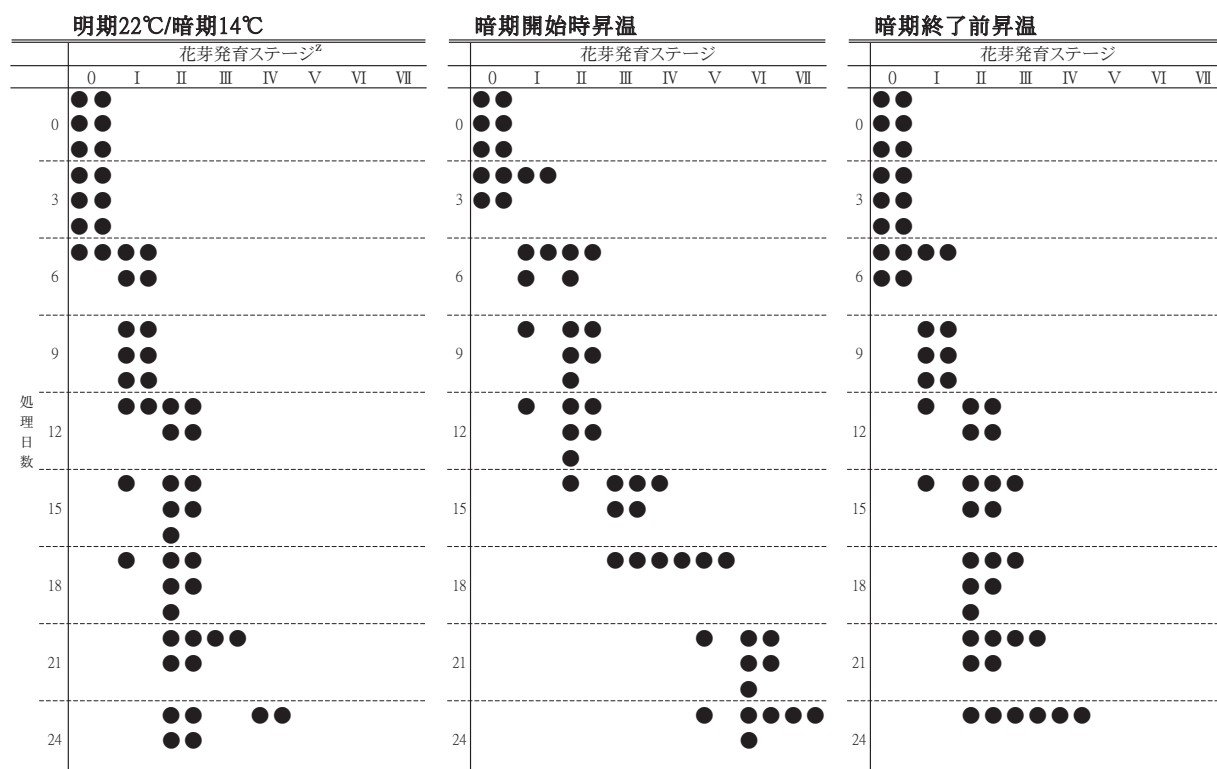 明期22℃/暗期14℃
花芽発育ステージz
0 Ⅰ Ⅱ Ⅲ Ⅳ Ⅴ Ⅵ Ⅶ
処理日数
0
3
6
9
12
15
18
21
24
暗期開始時昇温
花芽発育ステージ
0 Ⅰ Ⅱ Ⅲ Ⅳ Ⅴ Ⅵ Ⅶ
0
3
6
9
12
15
18
21
24
暗期終了前昇温
花芽発育ステージ
0 Ⅰ Ⅱ Ⅲ Ⅳ Ⅴ Ⅵ Ⅶ
0
3
6
9
12
15
18
21
24